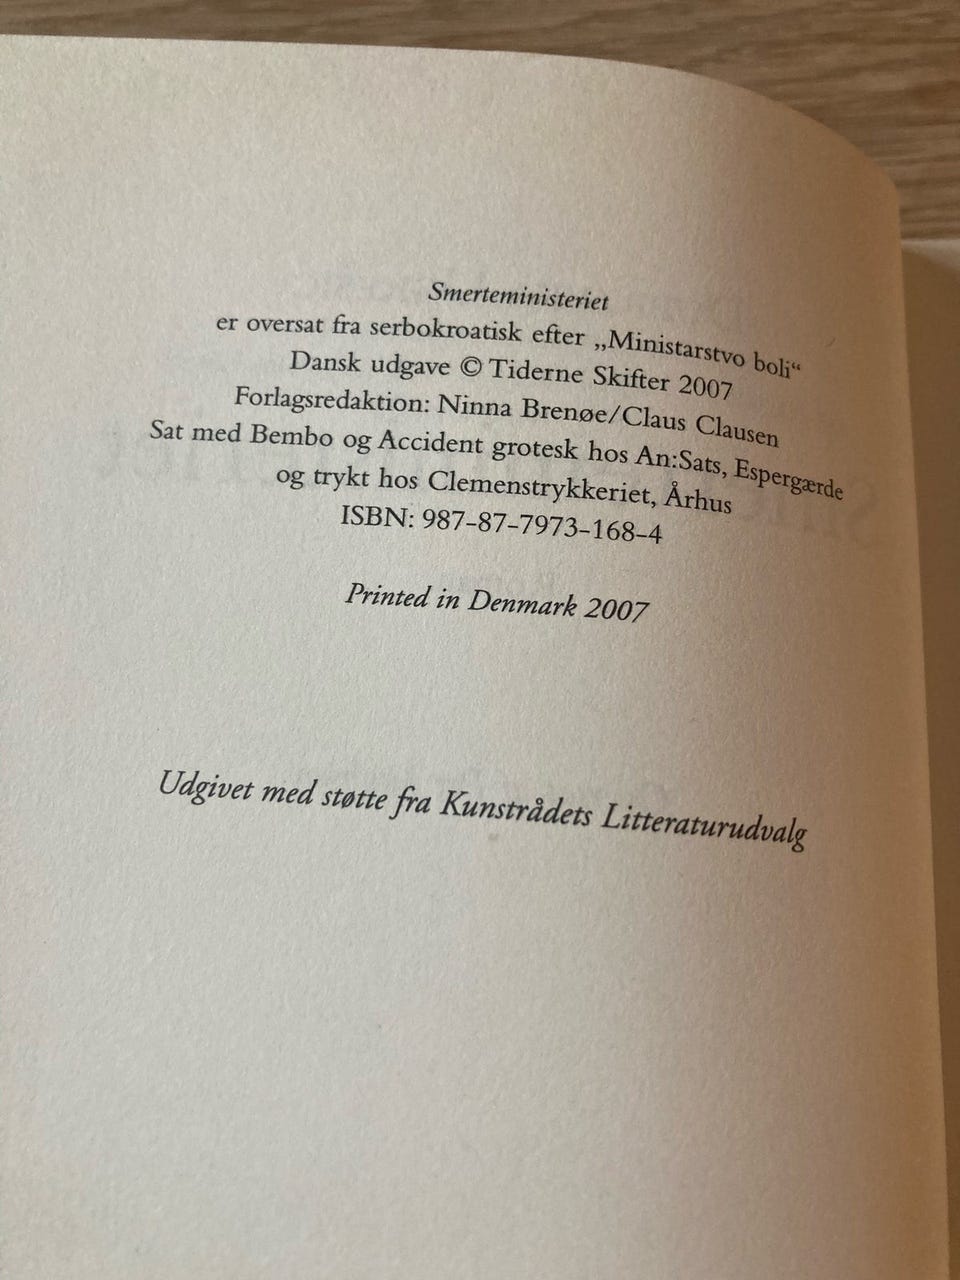 Smerteministeriet
er oversat fra serbokroatisk efter „Ministarstvo boli“
Dansk udgave © Tiderne Skifter 2007
Forlagsredaktion: Ninna Brenøe/Claus Clausen
Sat med Bembo og Accident grotesk hos An:Sats, Espergærde
og trykt hos Clemenstrykkeriet, Århus
ISBN: 987-87-7973-168-4
Printed in Denmark 2007
Udgivet med støtte fra Kunstrådets Litteraturudvalg